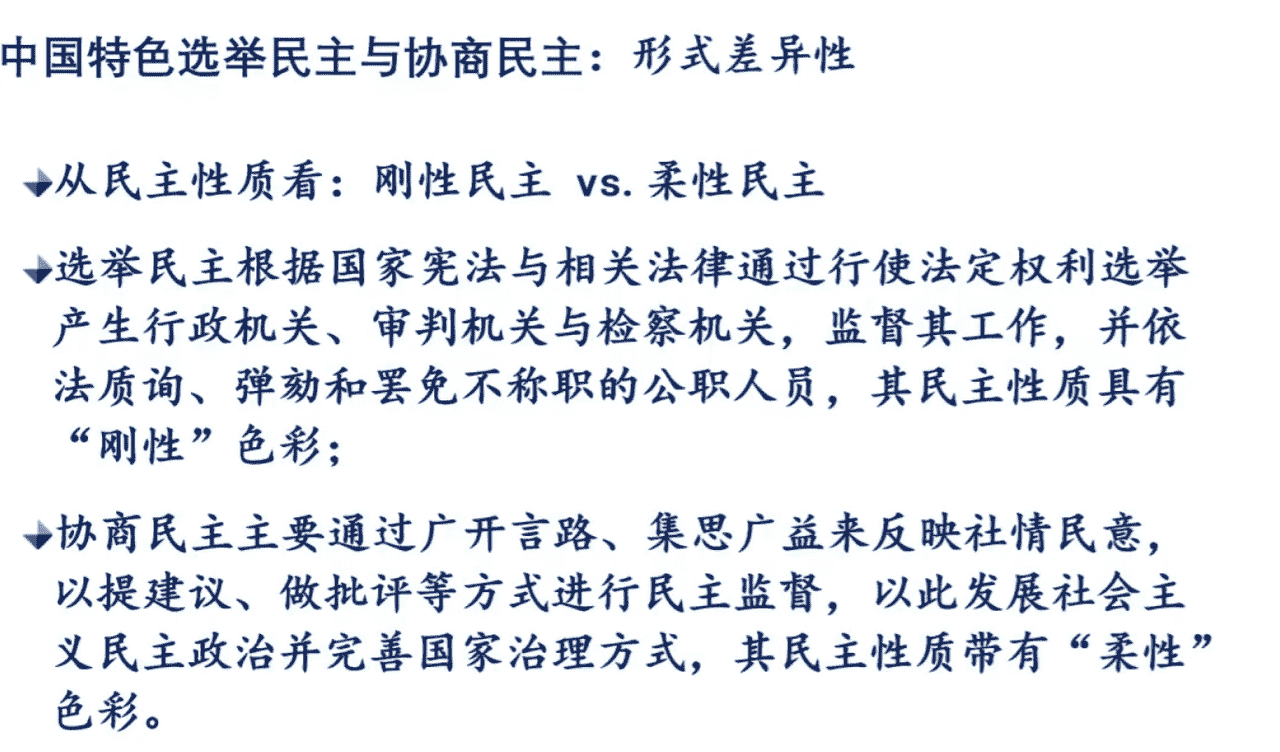 中国特色选举民主与协商民主：形式差异性
从民主性质看：刚性民主 vs. 柔性民主
选举民主根据国家宪法与相关法律通过行使法定权利选举
产生行政机关、审判机关与检察机关，监督其工作，并依
法质询、弹劾和罢免不称职的公职人员，其民主性质具有
“刚性”色彩；
协商民主主要通过广开言路、集思广益来反映社情民意，
以提建议、做批评等方式进行民主监督，以此发展社会主
义民主政治并完善国家治理方式，其民主性质带有“柔性”
色彩。